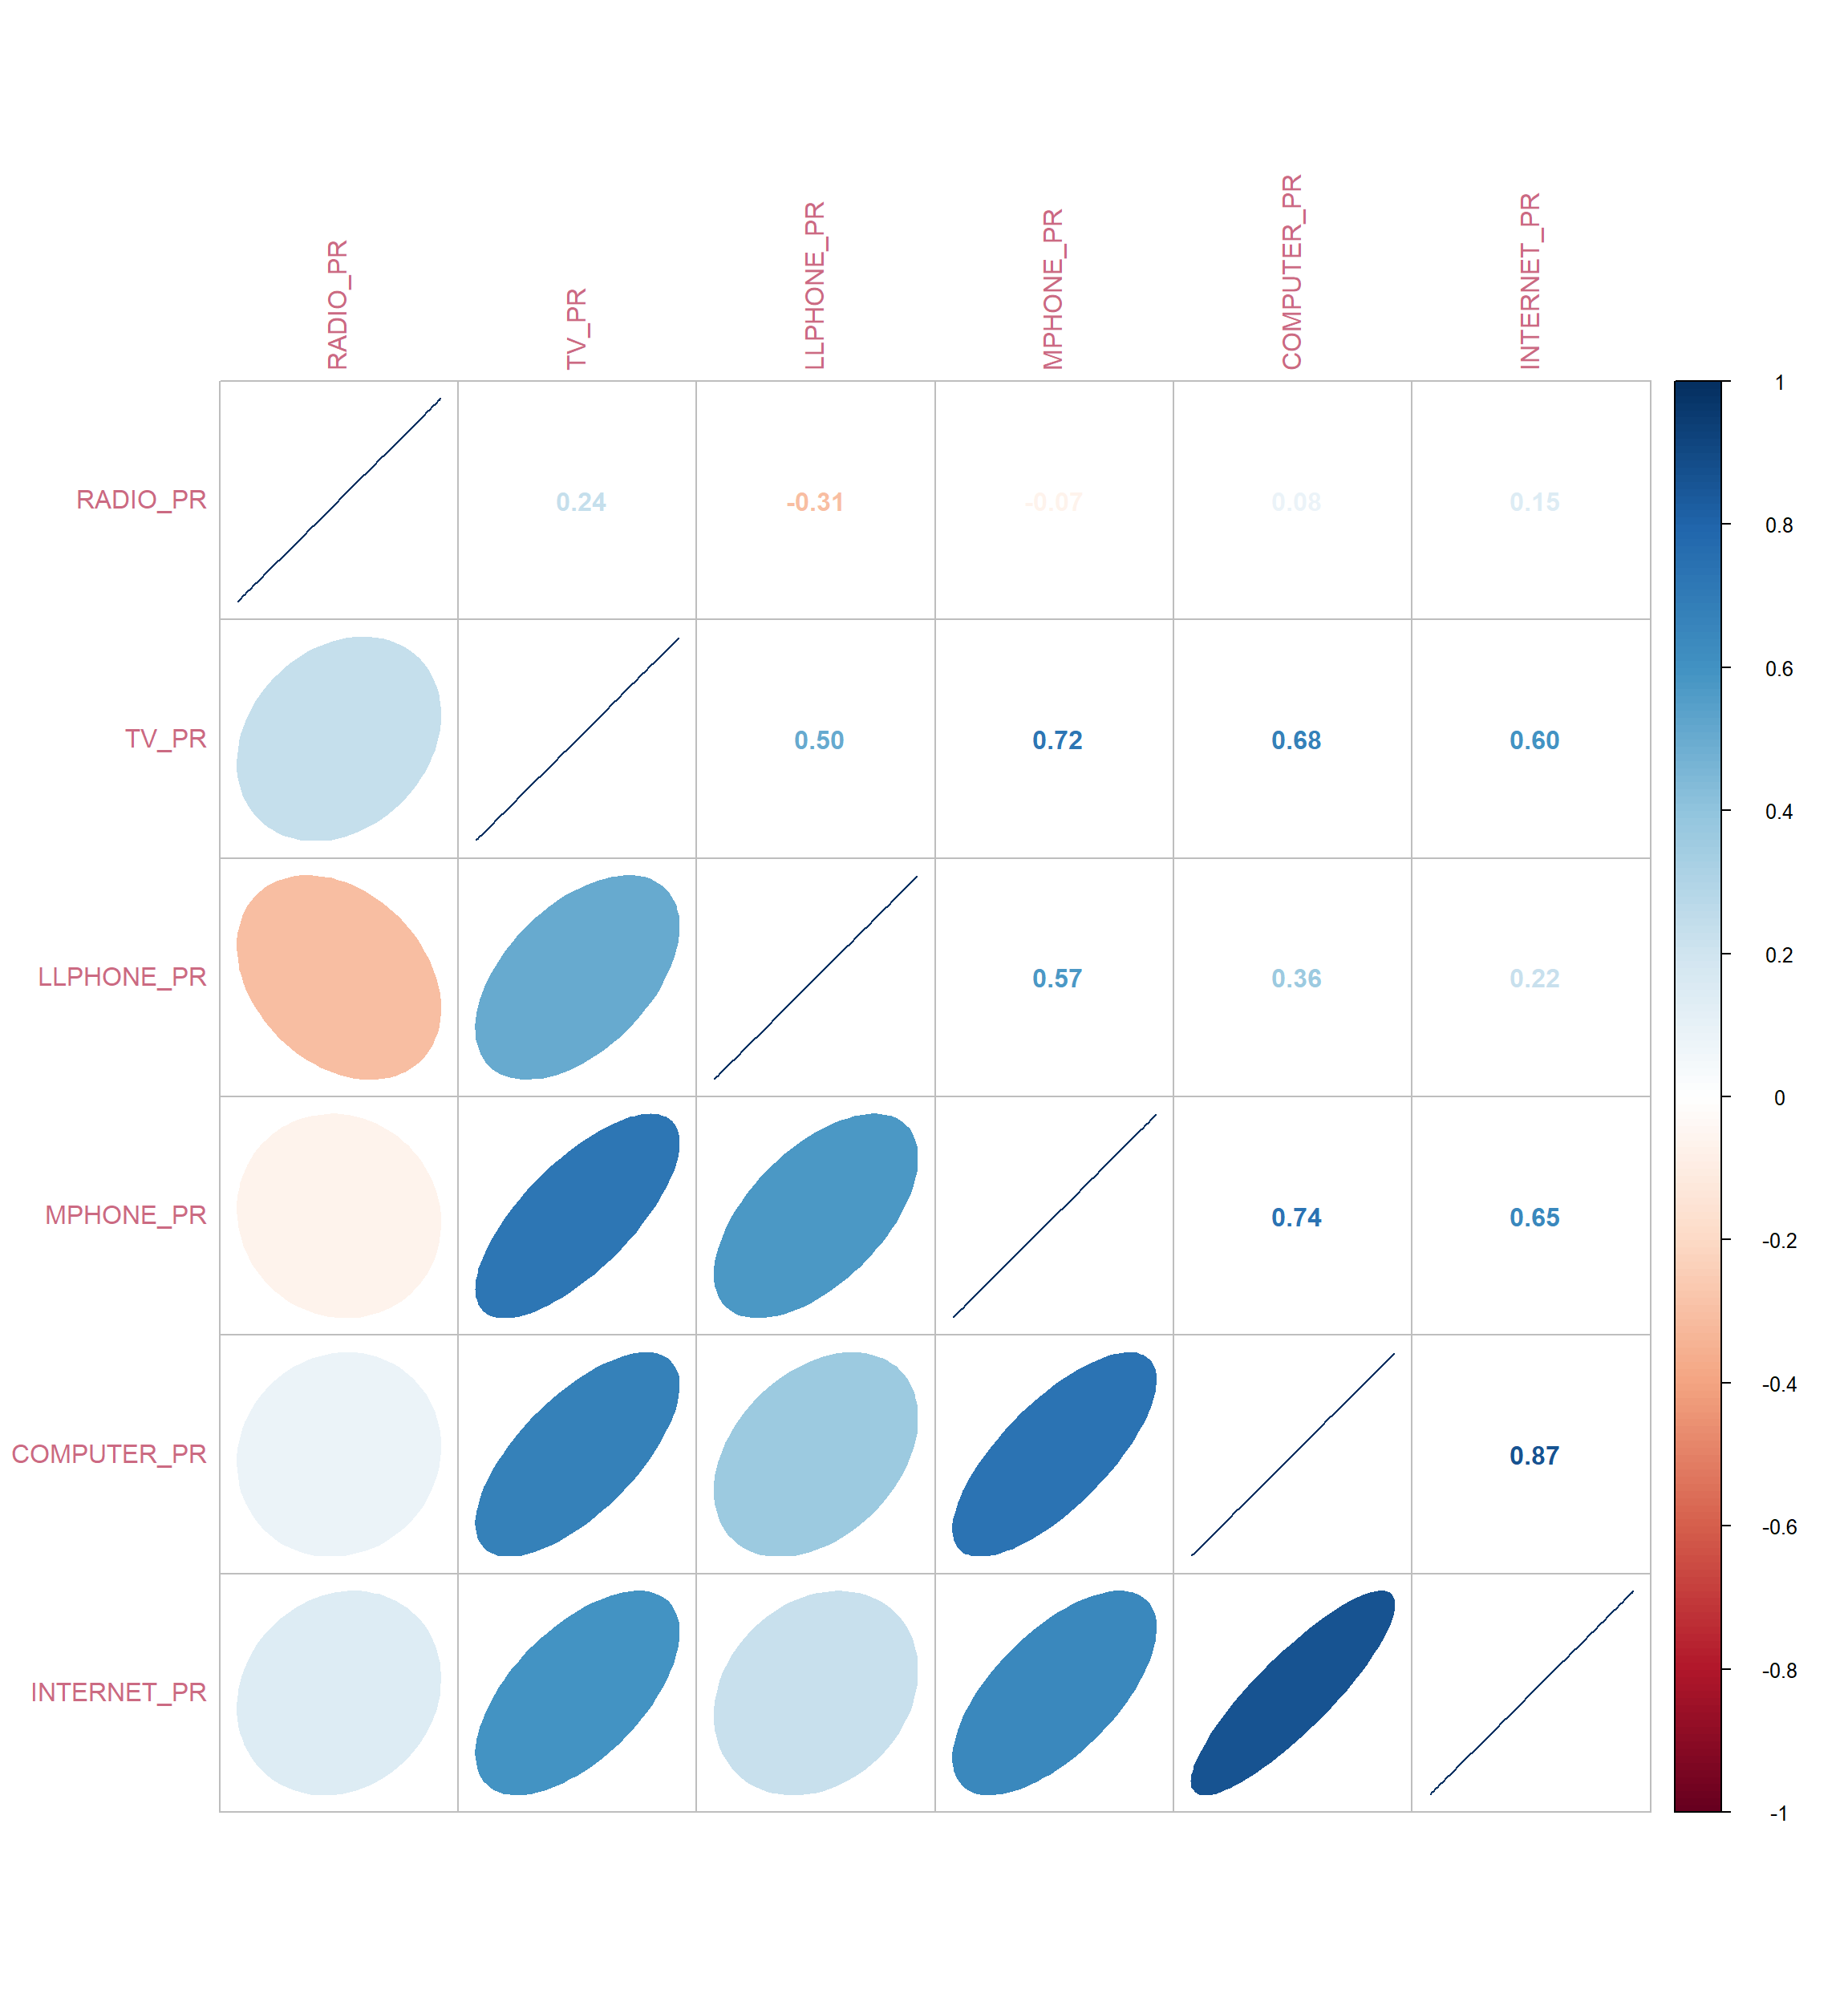 RADIO_PR
TV_PR
LLPHONE_PR
MPHONE_PR
COMPUTER_PR
INTERNET_PR
1
RADIO_PR 0.24 -0.31 -0.07 0.08 0.15
0.8
0.6
TV_PR 0.50 0.72 0.68 0.60
0.4
0.2
LLPHONE_PR 0.57 0.36 0.22
0
MPHONE_PR 0.74 0.65
-0.2
-0.4
COMPUTER_PR 0.87
-0.6
-0.8
INTERNET_PR
-1